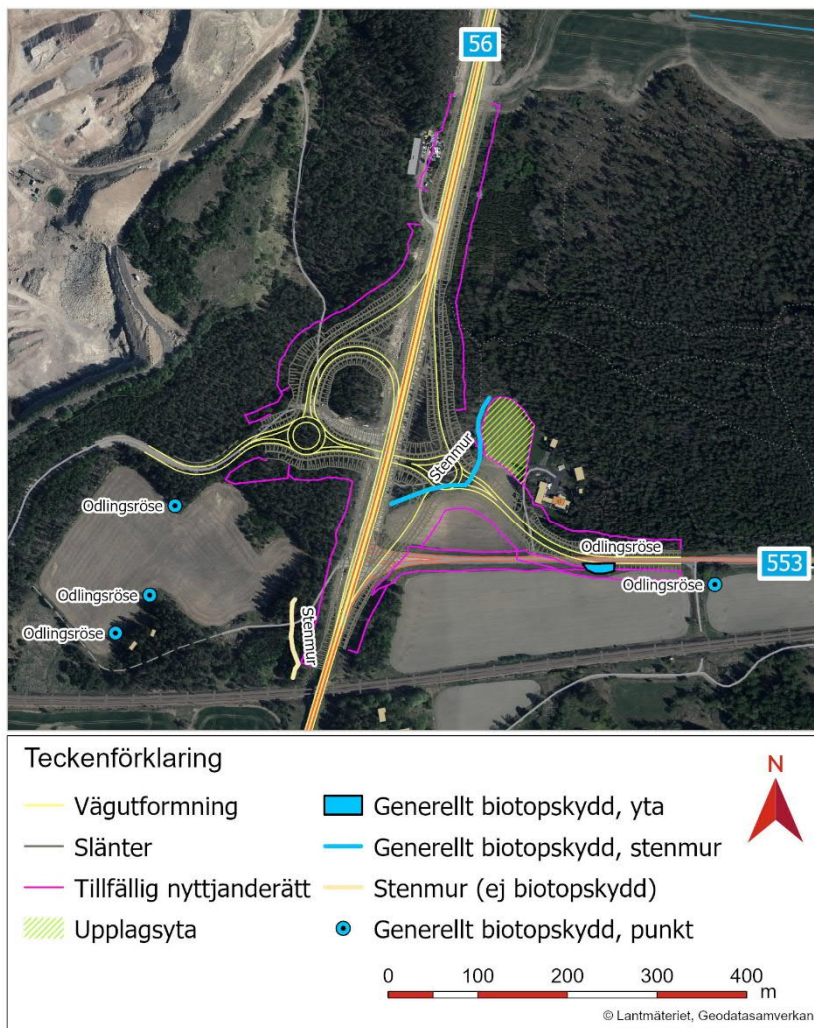 56
Stenmur
Odlingsröse
Odlingsröse
553
Odlingsröse
Odlingsröse
Odlingsröse
Stenmur
Teckenförklaring
Vägutformning
Slänter
Tillfällig nyttjanderätt
Upplagsyta
Generellt biotopskydd, yta
Generellt biotopskydd, stenmur
Stenmur (ej biotopskydd)
Generellt biotopskydd, punkt
N
0 100 200 300 400
m
© Lantmäteriet, Geodatasamverkan